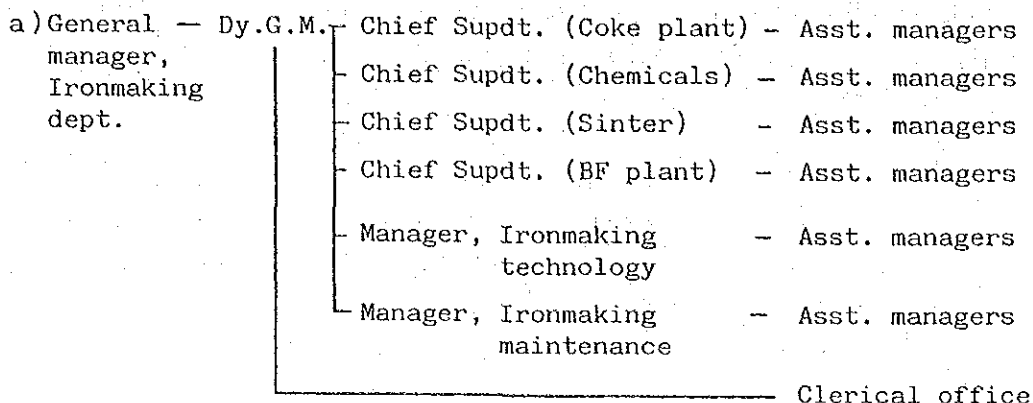 a) General — Dy.G.M. — Chief Supdt. (Coke plant) — Asst. managers
manager,
Ironmaking
dept.
Chief Supdt. (Chemicals) — Asst. managers
Chief Supdt. (Sinter) — Asst. managers
Chief Supdt. (BF plant) — Asst. managers
Manager, Ironmaking — Asst. managers
technology
Manager, Ironmaking — Asst. managers
maintenance
Clerical office